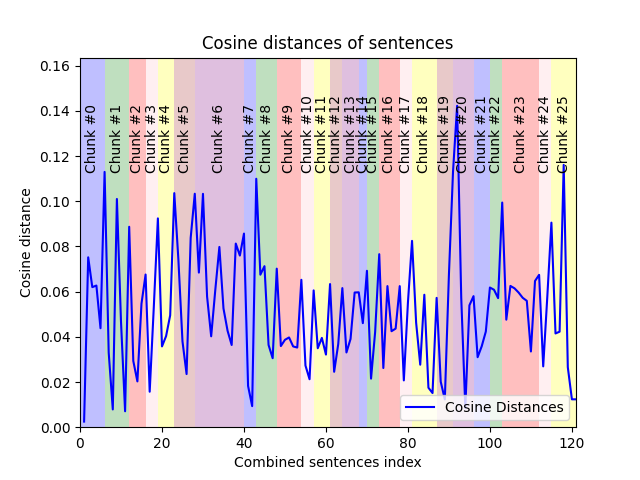 Cosine distances of sentences
0.16
0.14
0.12
0.10
0.08
0.06
0.04
0.02
0.00
Cosine distance
Chunk #0
Chunk #1
Chunk #2
Chunk #3
Chunk #4
Chunk #5
Chunk #6
Chunk #7
Chunk #8
Chunk #9
Chunk #10
Chunk #11
Chunk #12
Chunk #13
Chunk #14
Chunk #15
Chunk #16
Chunk #17
Chunk #18
Chunk #19
Chunk #20
Chunk #21
Chunk #22
Chunk #23
Chunk #24
Chunk #25
Cosine Distances
0 20 40 60 80 100 120
Combined sentences index